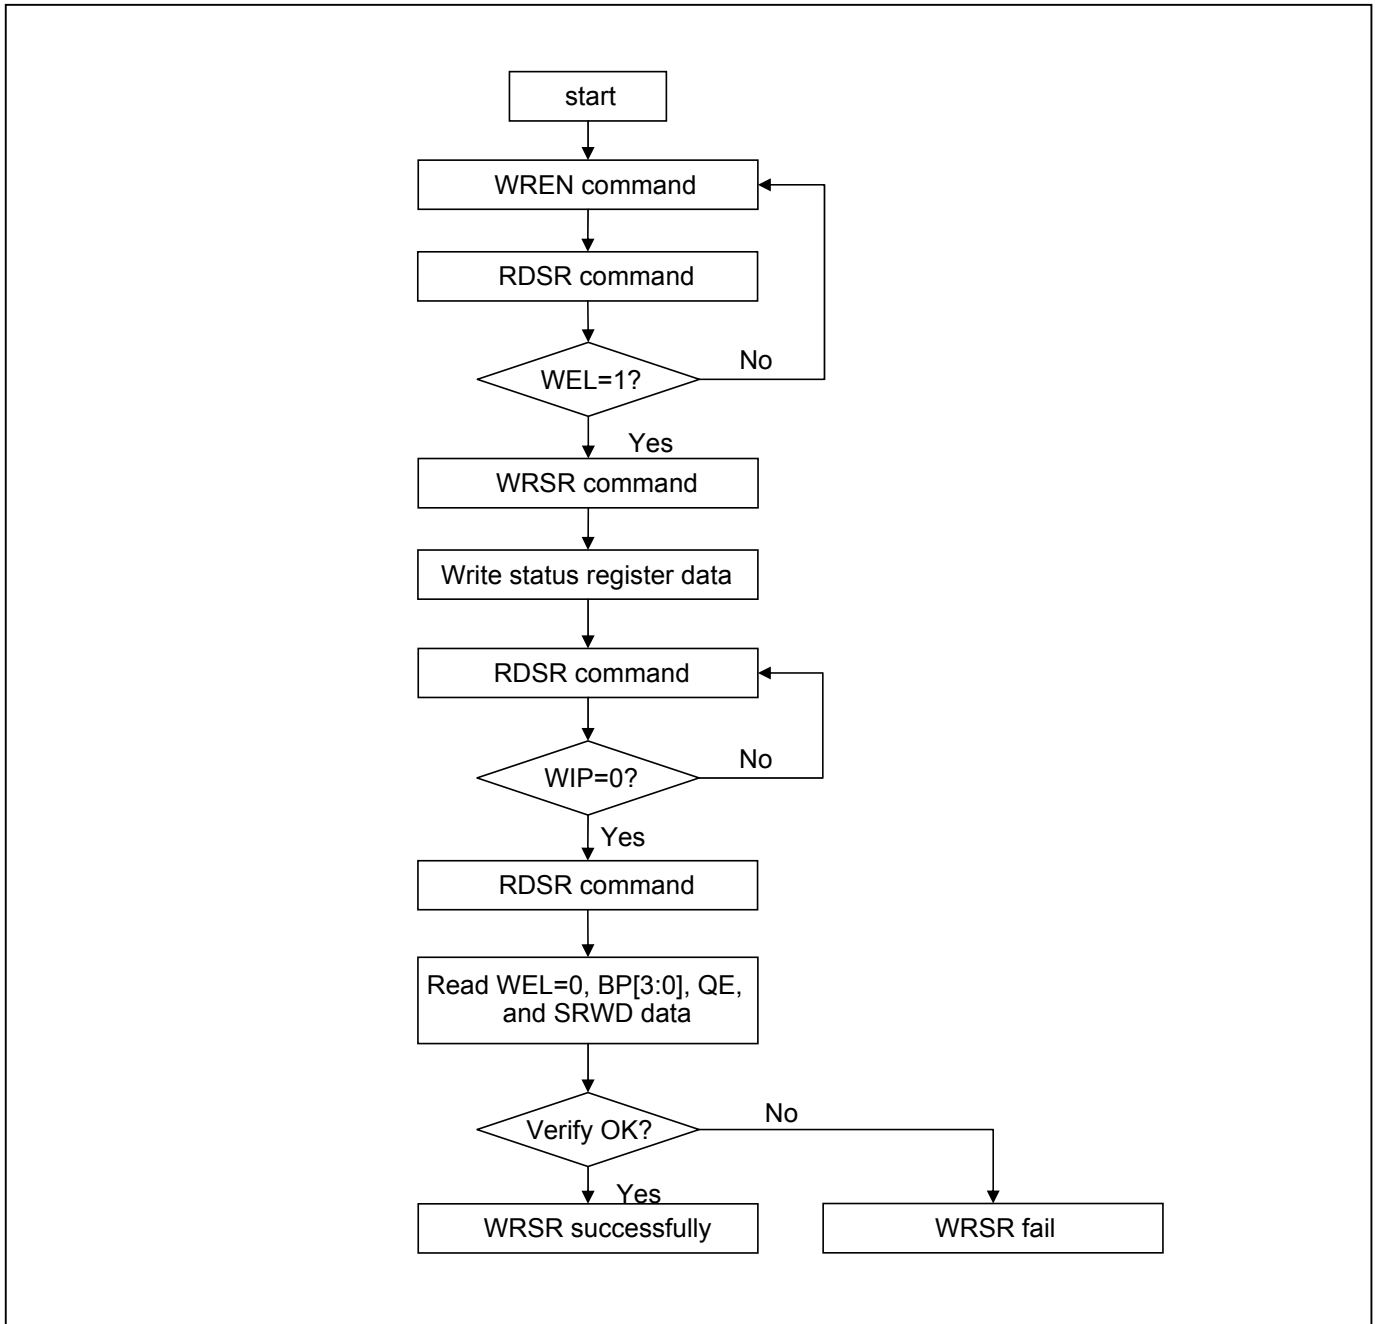 start
WREN command
RDSR command
WEL=1?
No
Yes
WRSR command
Write status register data
RDSR command
WIP=0?
No
Yes
RDSR command
Read WEL=0, BP[3:0], QE,
and SRWD data
Verify OK?
No
Yes
WRSR successfully
WRSR fail